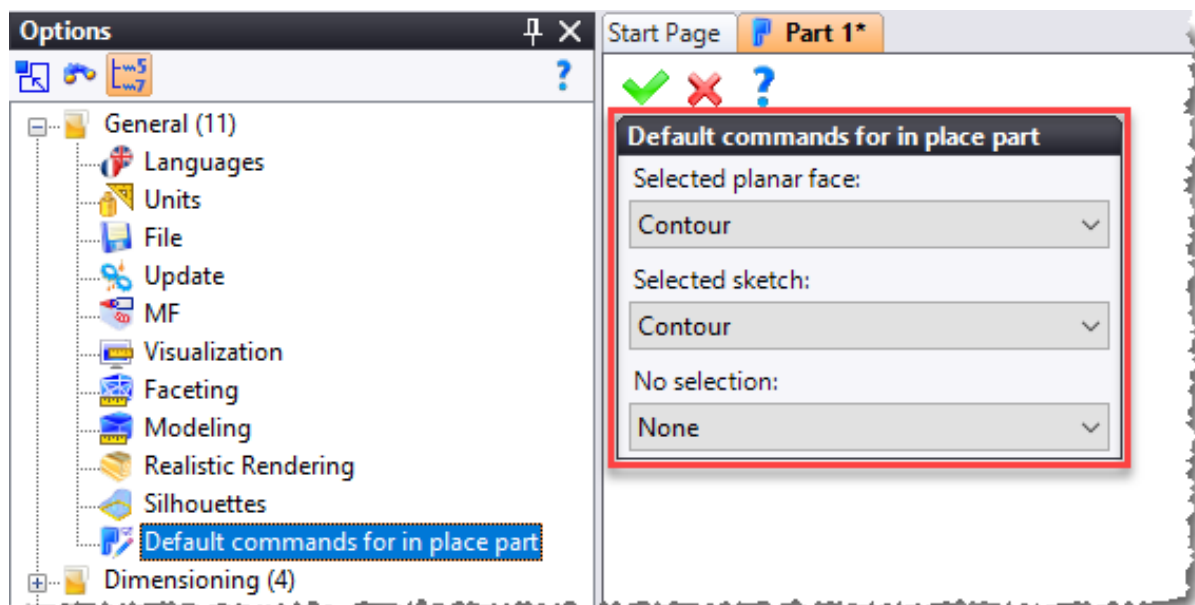 Options
General (11)
Languages
Units
File
Update
MF
Visualization
Faceting
Modeling
Realistic Rendering
Silhouettes
Default commands for in place part
Dimensioning (4)
Start Page
Part 1*
Default commands for in place part
Selected planar face:
Contour
Selected sketch:
Contour
No selection:
None